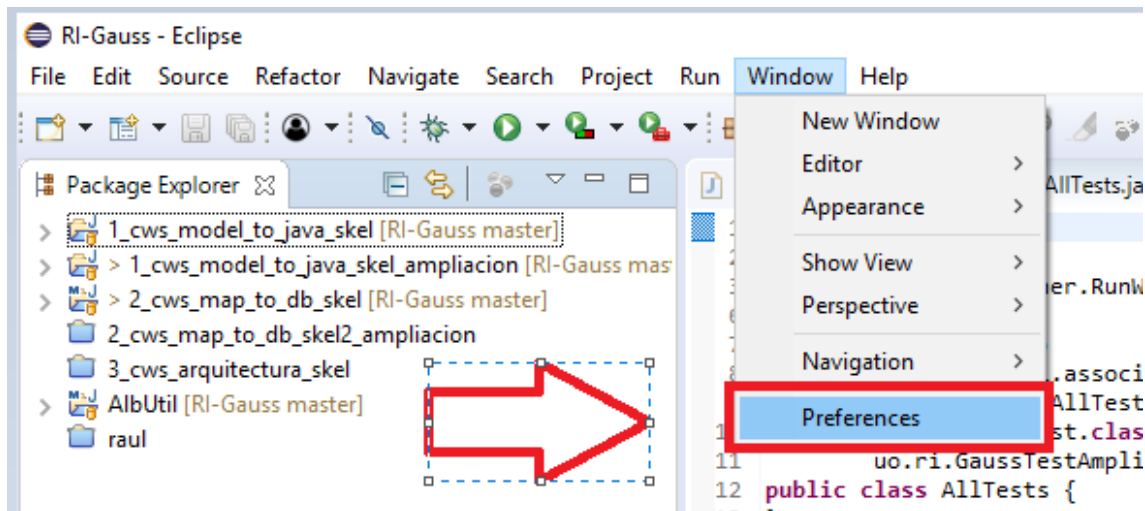 RI-Gauss - Eclipse
File Edit Source Refactor Navigate Search Project Run Window Help
Package Explorer
1_cws_model_to_java_skel [RI-Gauss master]
> 1_cws_model_to_java_skel_ampliacion [RI-Gauss mas
> 2_cws_map_to_db_skel [RI-Gauss master]
2_cws_map_to_db_skel2_ampliacion
3_cws_arquitectura_skel
AlbUtil [RI-Gauss master]
raul
New Window
Editor
Appearance
Show View
Perspective
Navigation
Preferences
AllTests.ja
er.RunW
.associ
AllTest
st.clas
11 uo.ri.GaussTestAmpli
12 public class AllTests {